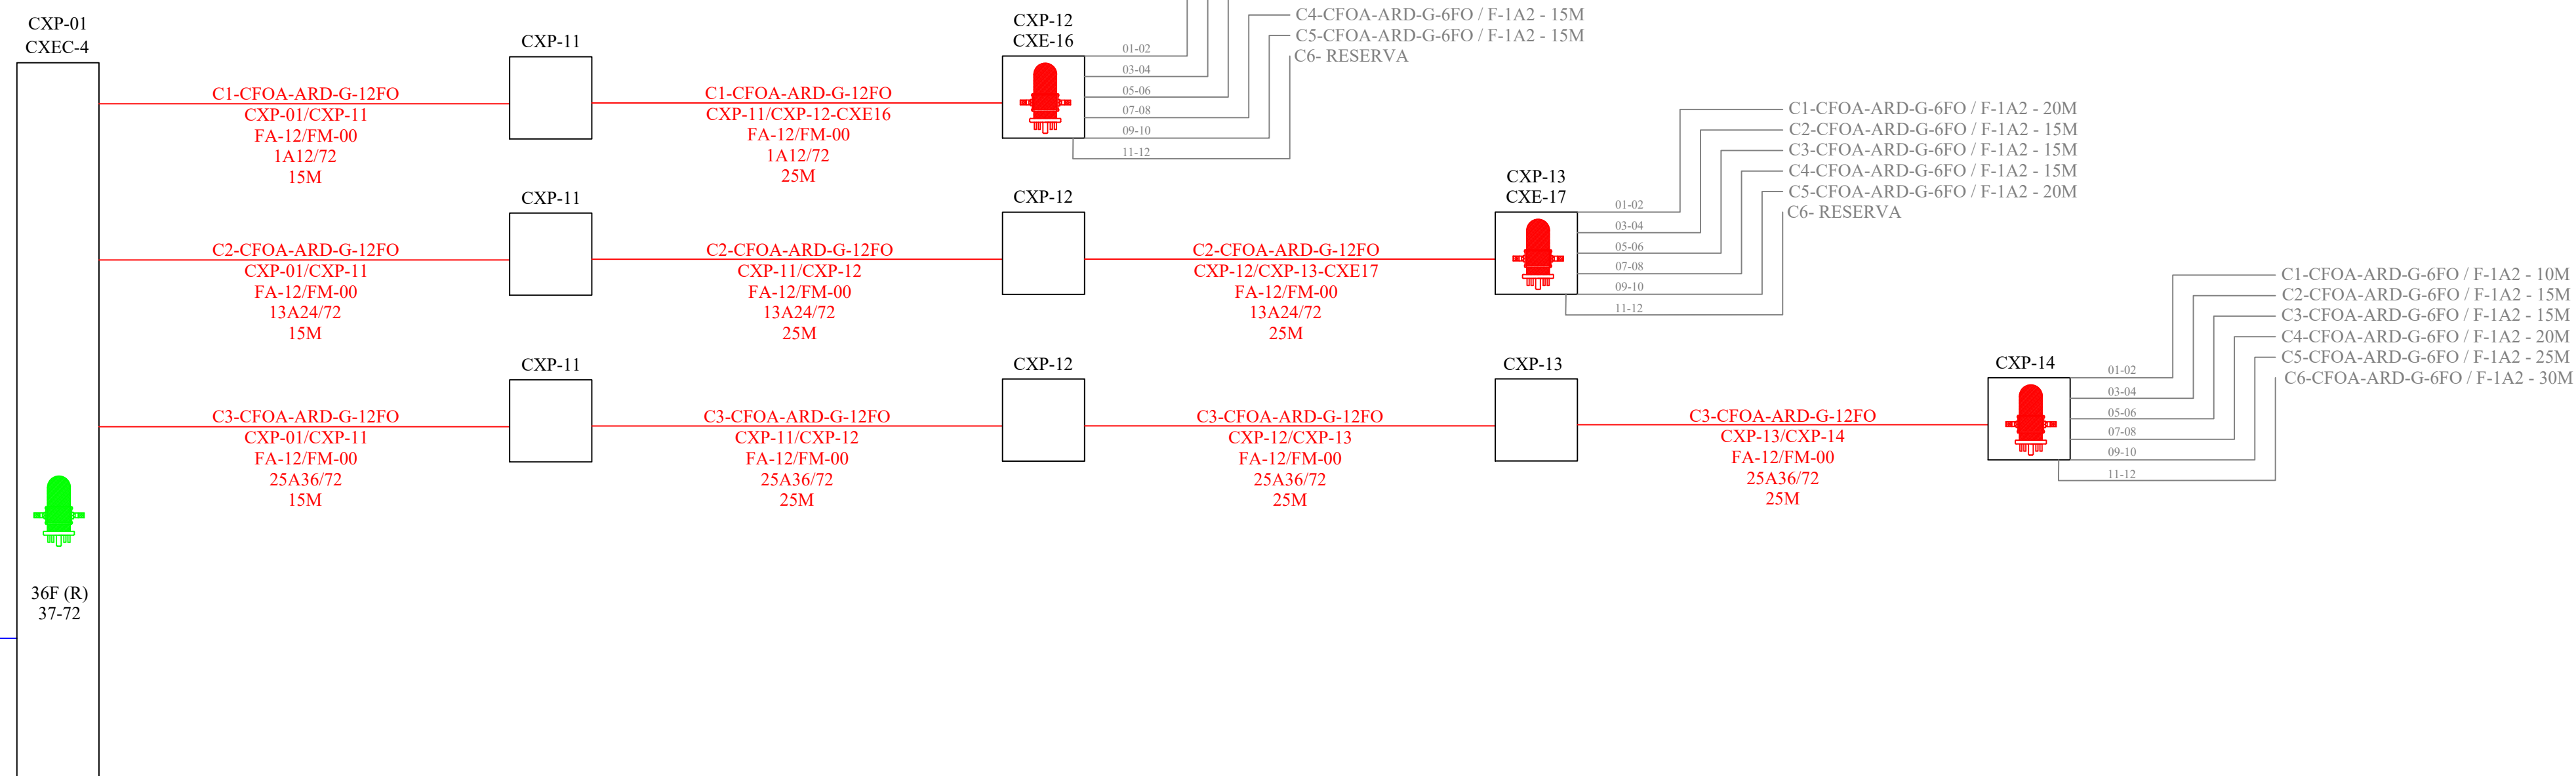 CXP-01
CXEC-4
36F (R)
37-72
C1-CFOA-ARD-G-12FO
CXP-01/CXP-11
FA-12/FM-00
1A12/72
15M
CXP-11
C1-CFOA-ARD-G-12FO
CXP-11/CXP-12-CXE16
FA-12/FM-00
1A12/72
25M
CXP-12
CXE-16
01-02
03-04
05-06
07-08
09-10
11-12
C4-CFOA-ARD-G-6FO / F-1A2 - 15M
C5-CFOA-ARD-G-6FO / F-1A2 - 15M
C6- RESERVA
C2-CFOA-ARD-G-12FO
CXP-01/CXP-11
FA-12/FM-00
13A24/72
15M
CXP-11
C2-CFOA-ARD-G-12FO
CXP-11/CXP-12
FA-12/FM-00
13A24/72
25M
CXP-12
C2-CFOA-ARD-G-12FO
CXP-12/CXP-13-CXE17
FA-12/FM-00
13A24/72
25M
CXP-13
CXE-17
01-02
03-04
05-06
07-08
09-10
11-12
C1-CFOA-ARD-G-6FO / F-1A2 - 20M
C2-CFOA-ARD-G-6FO / F-1A2 - 15M
C3-CFOA-ARD-G-6FO / F-1A2 - 15M
C4-CFOA-ARD-G-6FO / F-1A2 - 15M
C5-CFOA-ARD-G-6FO / F-1A2 - 20M
C6- RESERVA
C3-CFOA-ARD-G-12FO
CXP-01/CXP-11
FA-12/FM-00
25A36/72
15M
CXP-11
C3-CFOA-ARD-G-12FO
CXP-11/CXP-12
FA-12/FM-00
25A36/72
25M
CXP-12
C3-CFOA-ARD-G-12FO
CXP-12/CXP-13
FA-12/FM-00
25A36/72
25M
CXP-13
C3-CFOA-ARD-G-12FO
CXP-13/CXP-14
FA-12/FM-00
25A36/72
25M
CXP-14
01-02
03-04
05-06
07-08
09-10
11-12
C1-CFOA-ARD-G-6FO / F-1A2 - 10M
C2-CFOA-ARD-G-6FO / F-1A2 - 15M
C3-CFOA-ARD-G-6FO / F-1A2 - 15M
C4-CFOA-ARD-G-6FO / F-1A2 - 20M
C5-CFOA-ARD-G-6FO / F-1A2 - 25M
C6-CFOA-ARD-G-6FO / F-1A2 - 30M